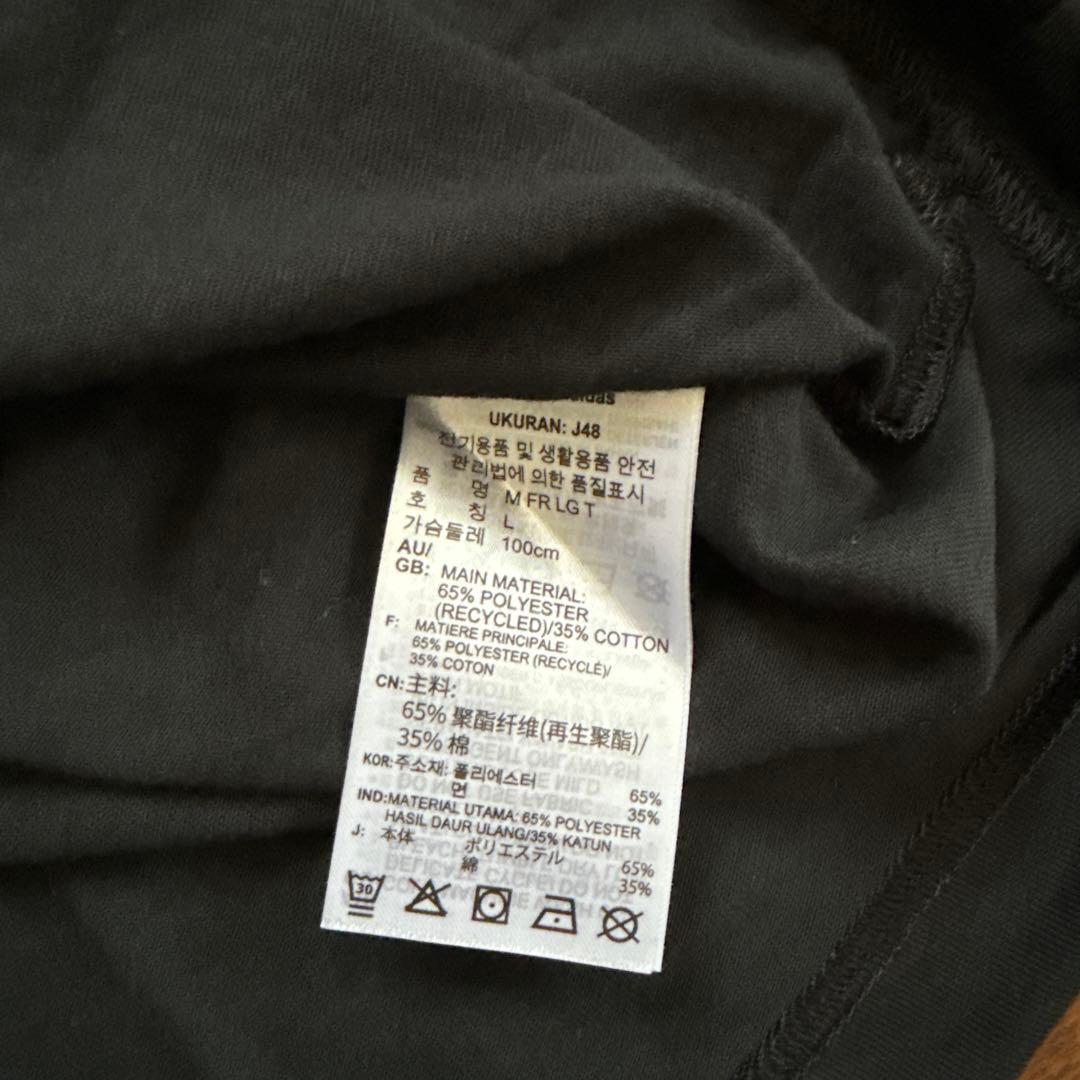 UKURAN: J48
전기용품 및 생활용품 안전
관리법에 의한 품질표시
품 명 M FR LG T
호 칭 L
가슴둘레 100cm
AU/
GB: MAIN MATERIAL:
65% POLYESTER
(RECYCLED)/35% COTTON
F: MATIERE PRINCIPALE:
65% POLYESTER (RECYCLÉ)/
35% COTON
CN:主料:
65% 聚酯纤维(再生聚酯)/
35% 棉
KOR:주소재: 폴리에스터 65%
면 35%
IND:MATERIAL UTAMA: 65% POLYESTER
HASIL DAUR ULANG/35% KATUN
J: 本体 ポリエステル 65%
綿 35%
30